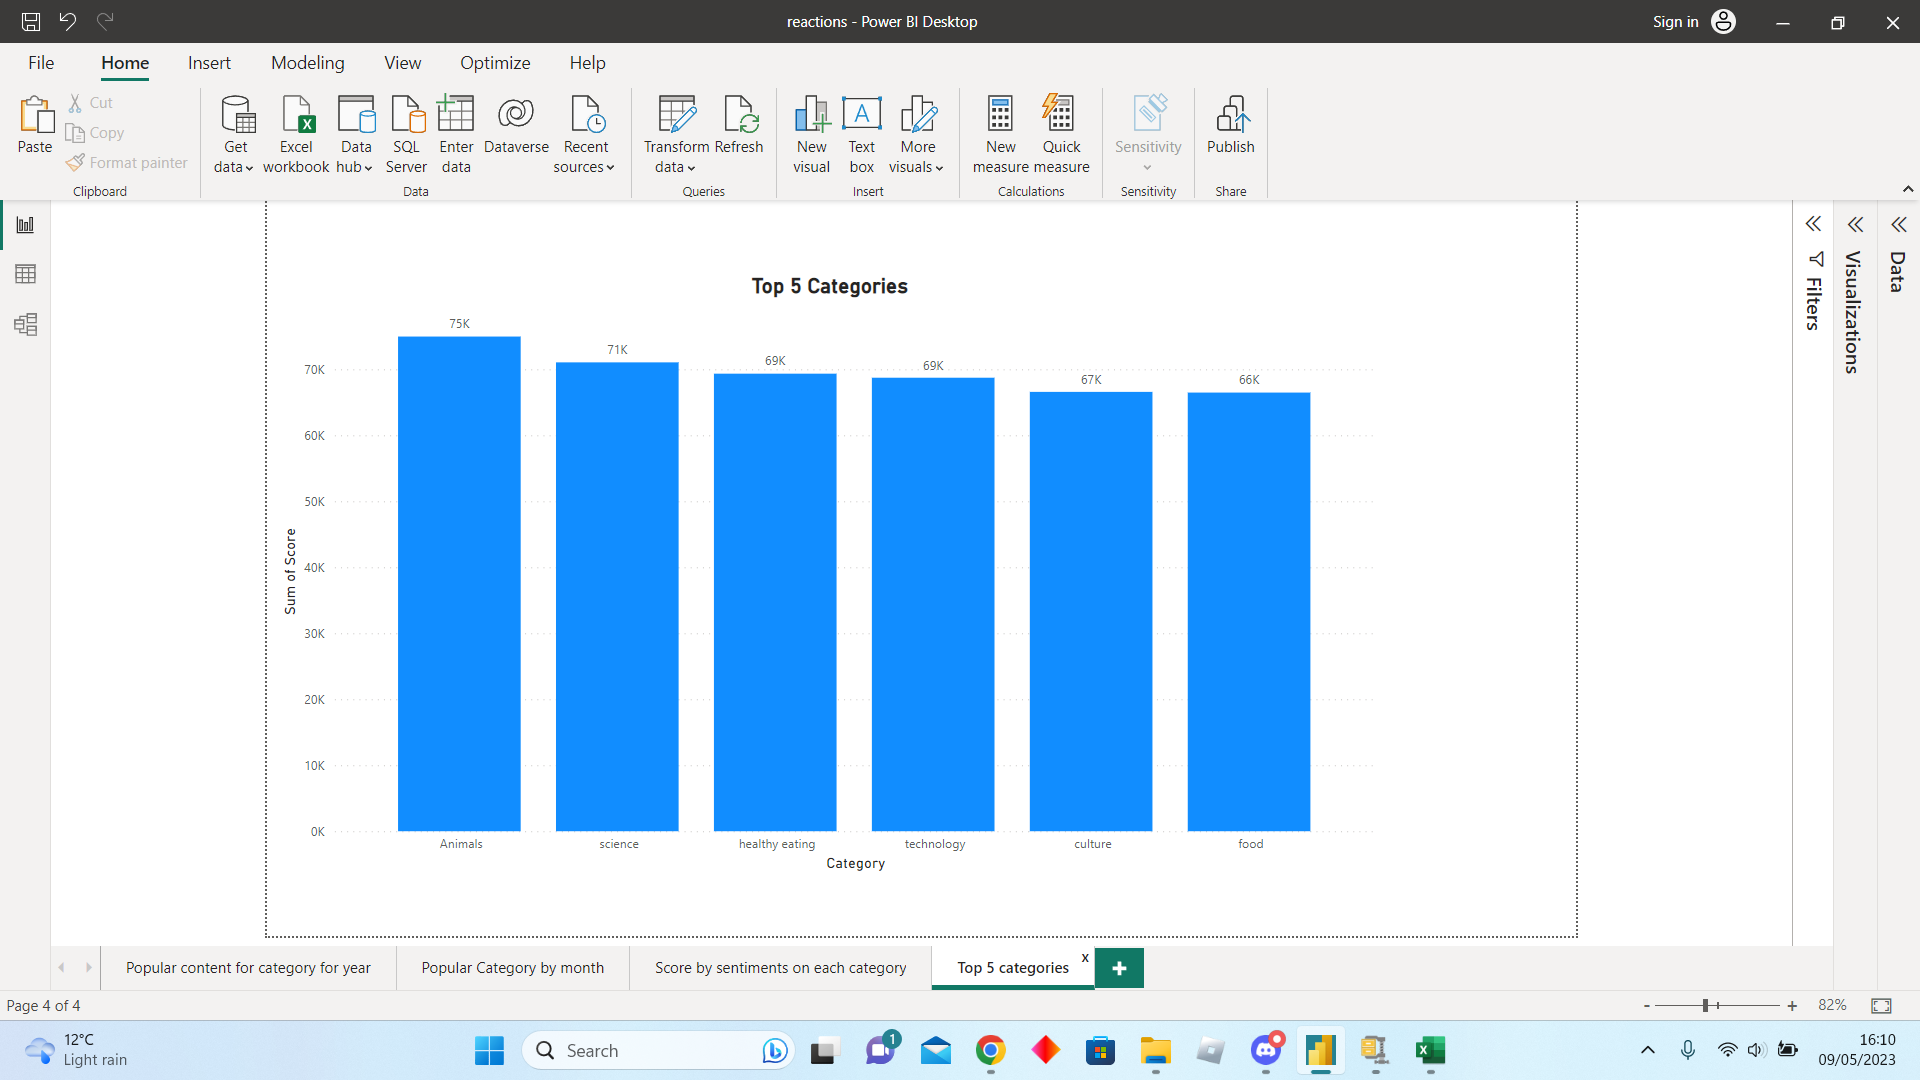 reactions - Power BI Desktop
Sign in
File Home Insert Modeling View Optimize Help
Paste
Cut
Copy
Format painter
Clipboard
Get data
Excel workbook
Data hub
SQL Server
Enter data
Dataverse
Recent sources
Data
Transform data
Refresh
Queries
New visual
Text box
More visuals
Insert
New measure
Quick measure
Calculations
Sensitivity
Sensitivity
Publish
Share
Filters
Visualizations
Data
Top 5 Categories
75K
71K
69K
69K
67K
66K
70K
60K
50K
40K
30K
20K
10K
0K
Sum of Score
Animals science healthy eating technology culture food
Category
Popular content for category for year
Popular Category by month
Score by sentiments on each category
Top 5 categories x
+
Page 4 of 4
- + 82%
12°C
Light rain
Search
1
16:10
09/05/2023